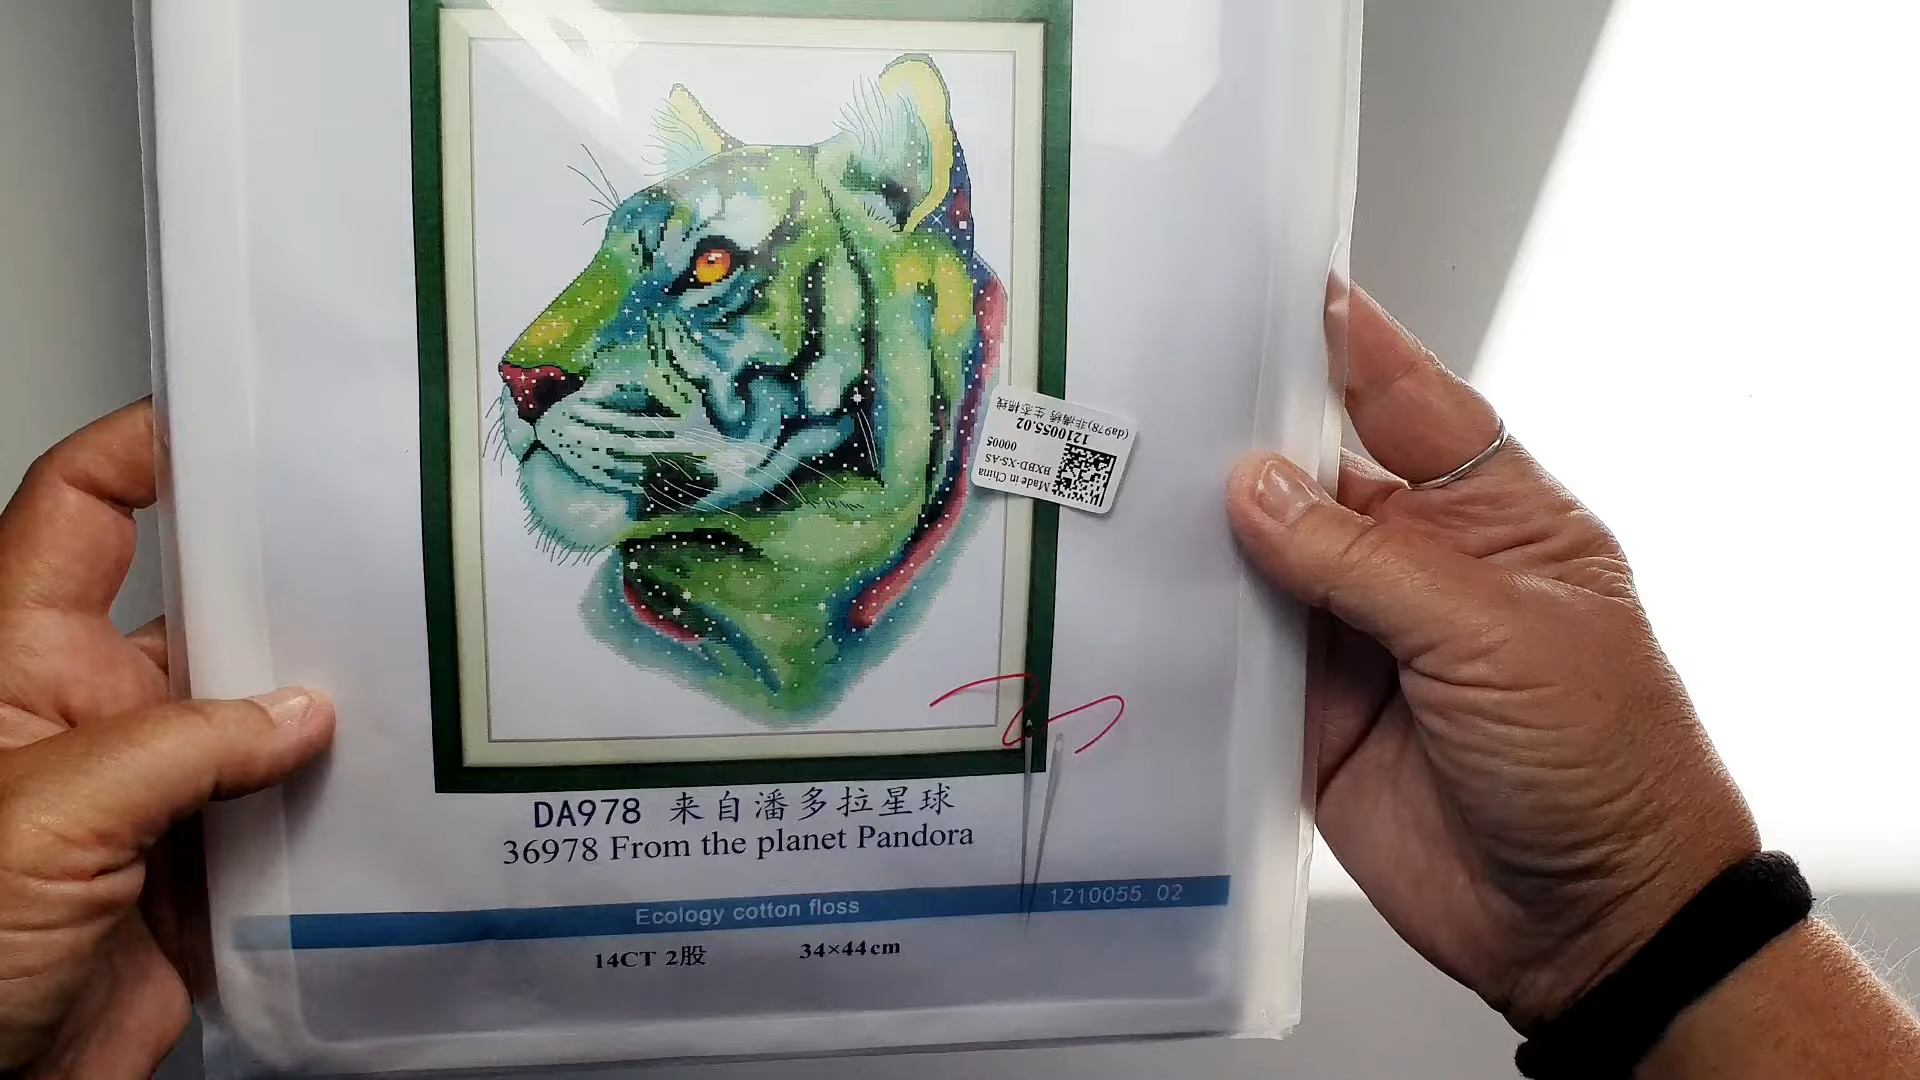 (da978)非满绣 生态棉线
1210055.02
00005
BXBD-XS-AS
Made in China
DA978 来自潘多拉星球
36978 From the planet Pandora
Ecology cotton floss
1210055.02
14CT 2股 34×44cm